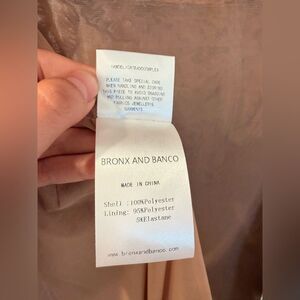 PLEASE TAKE SPECIAL CARE
WHEN HANDLING AND STORING
THIS PIECE TO AVOID SNAGGING
AND PULLING AGAINST OTHER
FABRICS JEWELLERY&
GARMENTS
BRONX AND BANCO
MADE IN CHINA
Shell :100%Polyester
Lining: 95%Polyester
5%Elastane
www.bronxandbanco.com